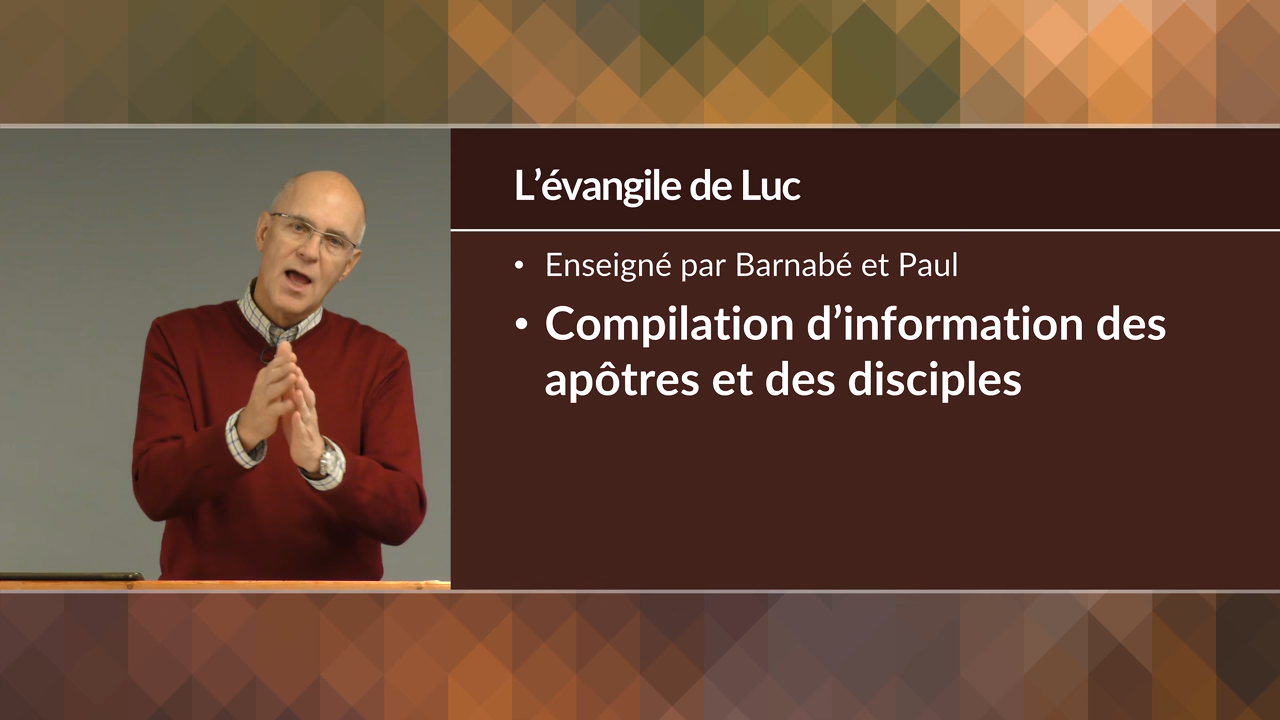 L’évangile de Luc
• Enseigné par Barnabé et Paul
• Compilation d’information des
apôtres et des disciples